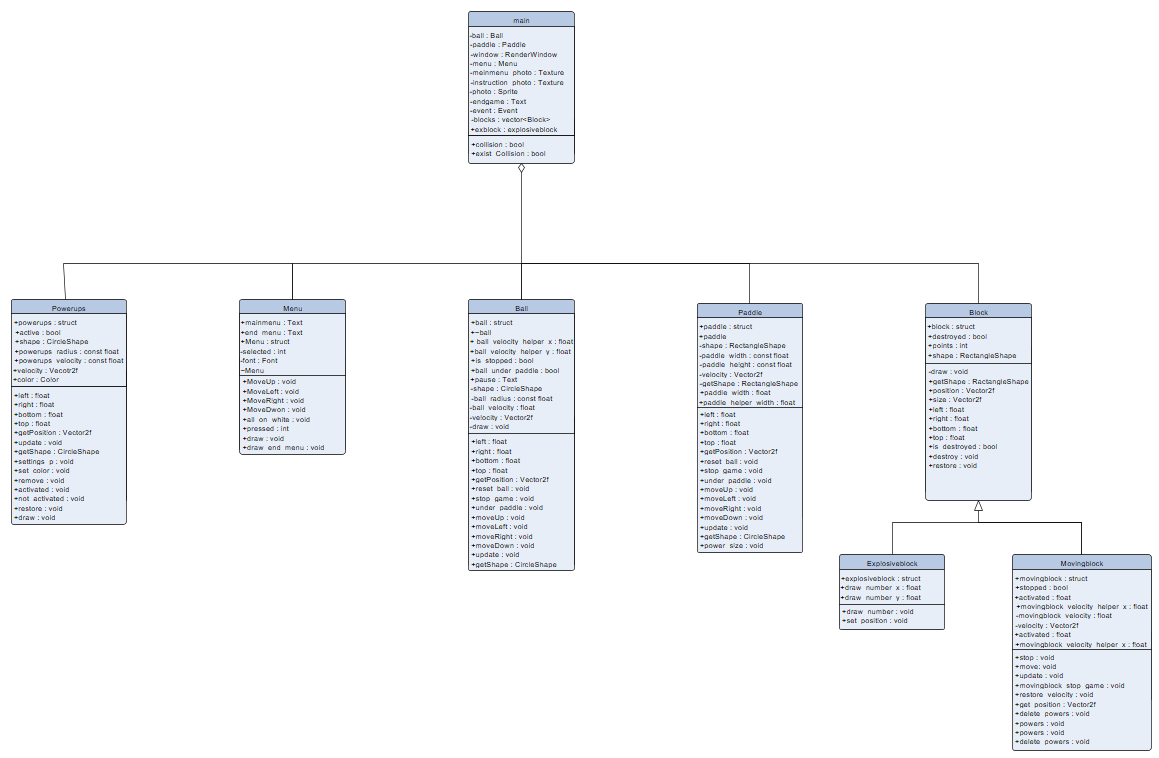 main
-ball : Ball
-paddle : Paddle
-window : RenderWindow
-menu : Menu
-meinmenu photo : Texture
-instruction photo : Texture
-photo : Sprite
-endgame : Text
-event : Event
-blocks : vector<Block>
+exblock : explosiveblock
+collision : bool
+exist Collision : bool
Powerups
+powerups : struct
+active : bool
+shape : CircleShape
+powerups radius : const float
+powerups velocity : const float
+velocity : Vecotr2f
+color : Color
+left : float
+right : float
+bottom : float
+top : float
+getPosition : Vector2f
+update : void
+getShape : CircleShape
+settings p : void
+set color : void
+remove : void
+activated : void
+not activated : void
+restore : void
+draw : void
Menu
+mainmenu : Text
+end menu : Text
+Menu : struct
-selected : int
-font : Font
~Menu
+MoveUp : void
+MoveLeft : void
+MoveRight : void
+MoveDwon : void
+all on white : void
+pressed : int
+draw : void
+draw end menu : void
Ball
+ball : struct
+~ball
+ ball velocity helper x : float
+ball velocity helper y : float
+is stopped : bool
+ball under paddle : bool
+pause : Text
-shape : CircleShape
-ball radius : const float
-ball velocity : float
-velocity : Vector2f
-draw : void
+left : float
+right : float
+bottom : float
+top : float
+getPosition : Vector2f
+reset ball : void
+stop game : void
+under paddle : void
+moveUp : void
+moveLeft : void
+moveRight : void
+moveDown : void
+update : void
+getShape : CircleShape
Paddle
+paddle : struct
+paddle
-shape : RectangleShape
-paddle width : const float
-paddle height : const float
-velocity : Vector2f
-getShape : RectangleShape
+paddle width : float
+paddle helper width : float
+left : float
+right : float
+bottom : float
+top : float
+getPosition : Vector2f
+reset ball : void
+stop game : void
+under paddle : void
+moveUp : void
+moveLeft : void
+moveRight : void
+moveDown : void
+update : void
+getShape : CircleShape
+power size : void
Block
+block : struct
+destroyed : bool
+points : int
+shape : RectangleShape
-draw : void
+getShape : RactangleShape
+position : Vector2f
+size : Vector2f
+left : float
+right : float
+bottom : float
+top : float
+is destroyed : bool
+destroy : void
+restore : void
Explosiveblock
+explosiveblock : struct
+draw number x : float
+draw number y : float
+draw number : void
+set position : void
Movingblock
+movingblock : struct
+stopped : bool
+activated : float
+movingblock velocity helper x : float
-movingblock velocity : float
-velocity : Vector2f
+activated : float
+movingblock velocity helper x : float
+stop : void
+move: void
+update : void
+movingblock stop game : void
+restore velocity : void
+get position : Vector2f
+delete powers : void
+powers : void
+powers : void
+delete powers : void